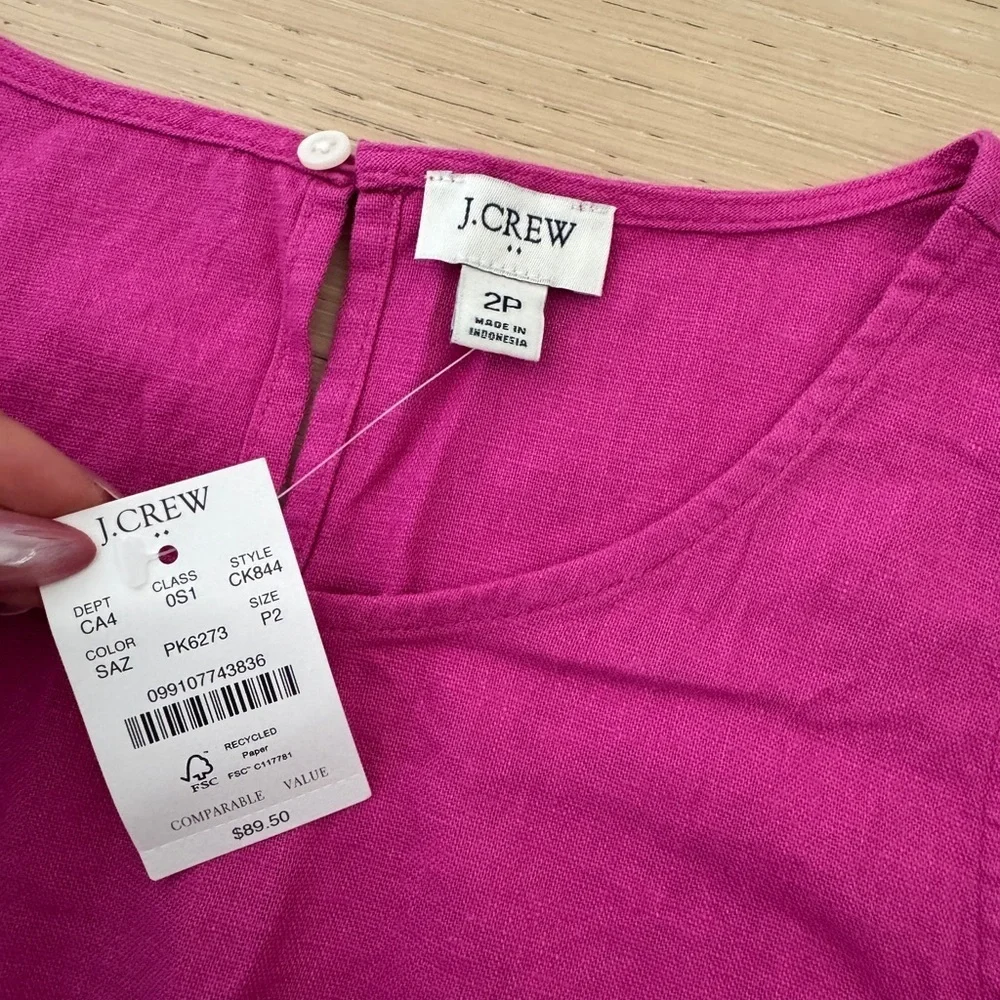 J.CREW
2P
MADE IN
INDONESIA
J.CREW
DEPT CLASS STYLE
CA4 0S1 CK844
COLOR SIZE
SAZ PK6273 P2
099107743836
RECYCLED
Paper
FSC™ C117781
FSC
COMPARABLE VALUE
$89.50